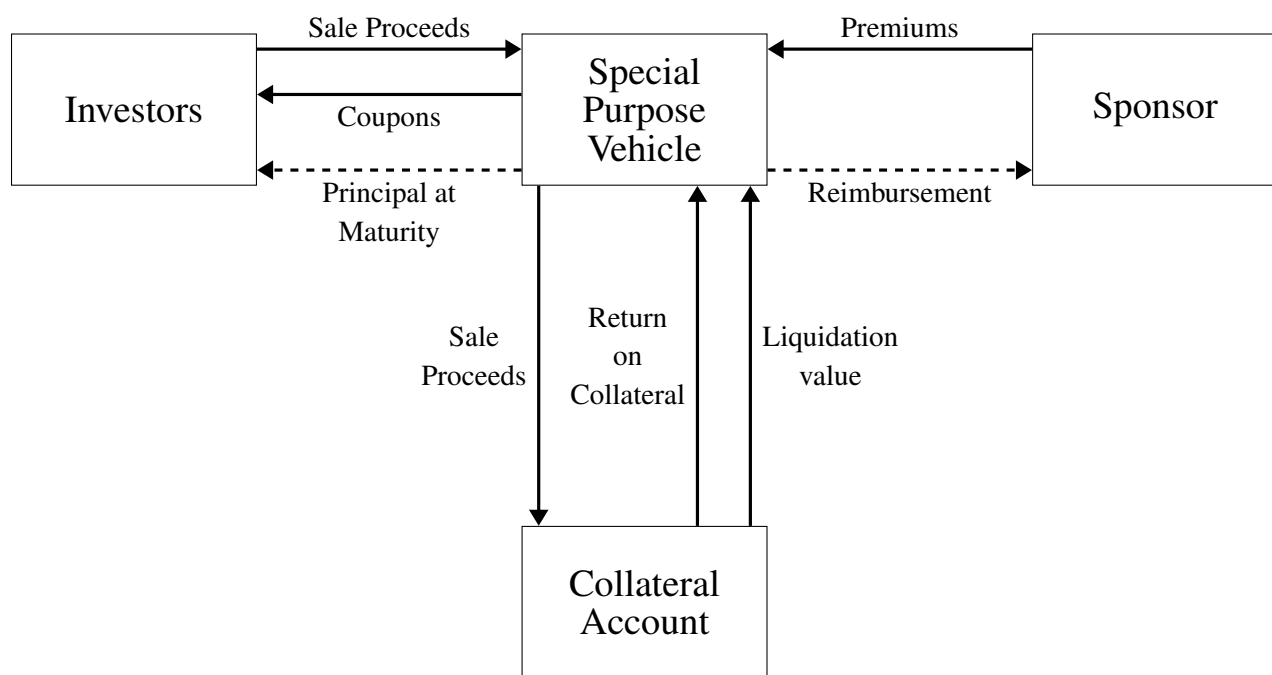 Sale Proceeds
Premiums
Investors
Special
Purpose
Vehicle
Sponsor
Coupons
Principal at
Maturity
Reimbursement
Sale
Proceeds
Return
on
Collateral
Liquidation
value
Collateral
Account